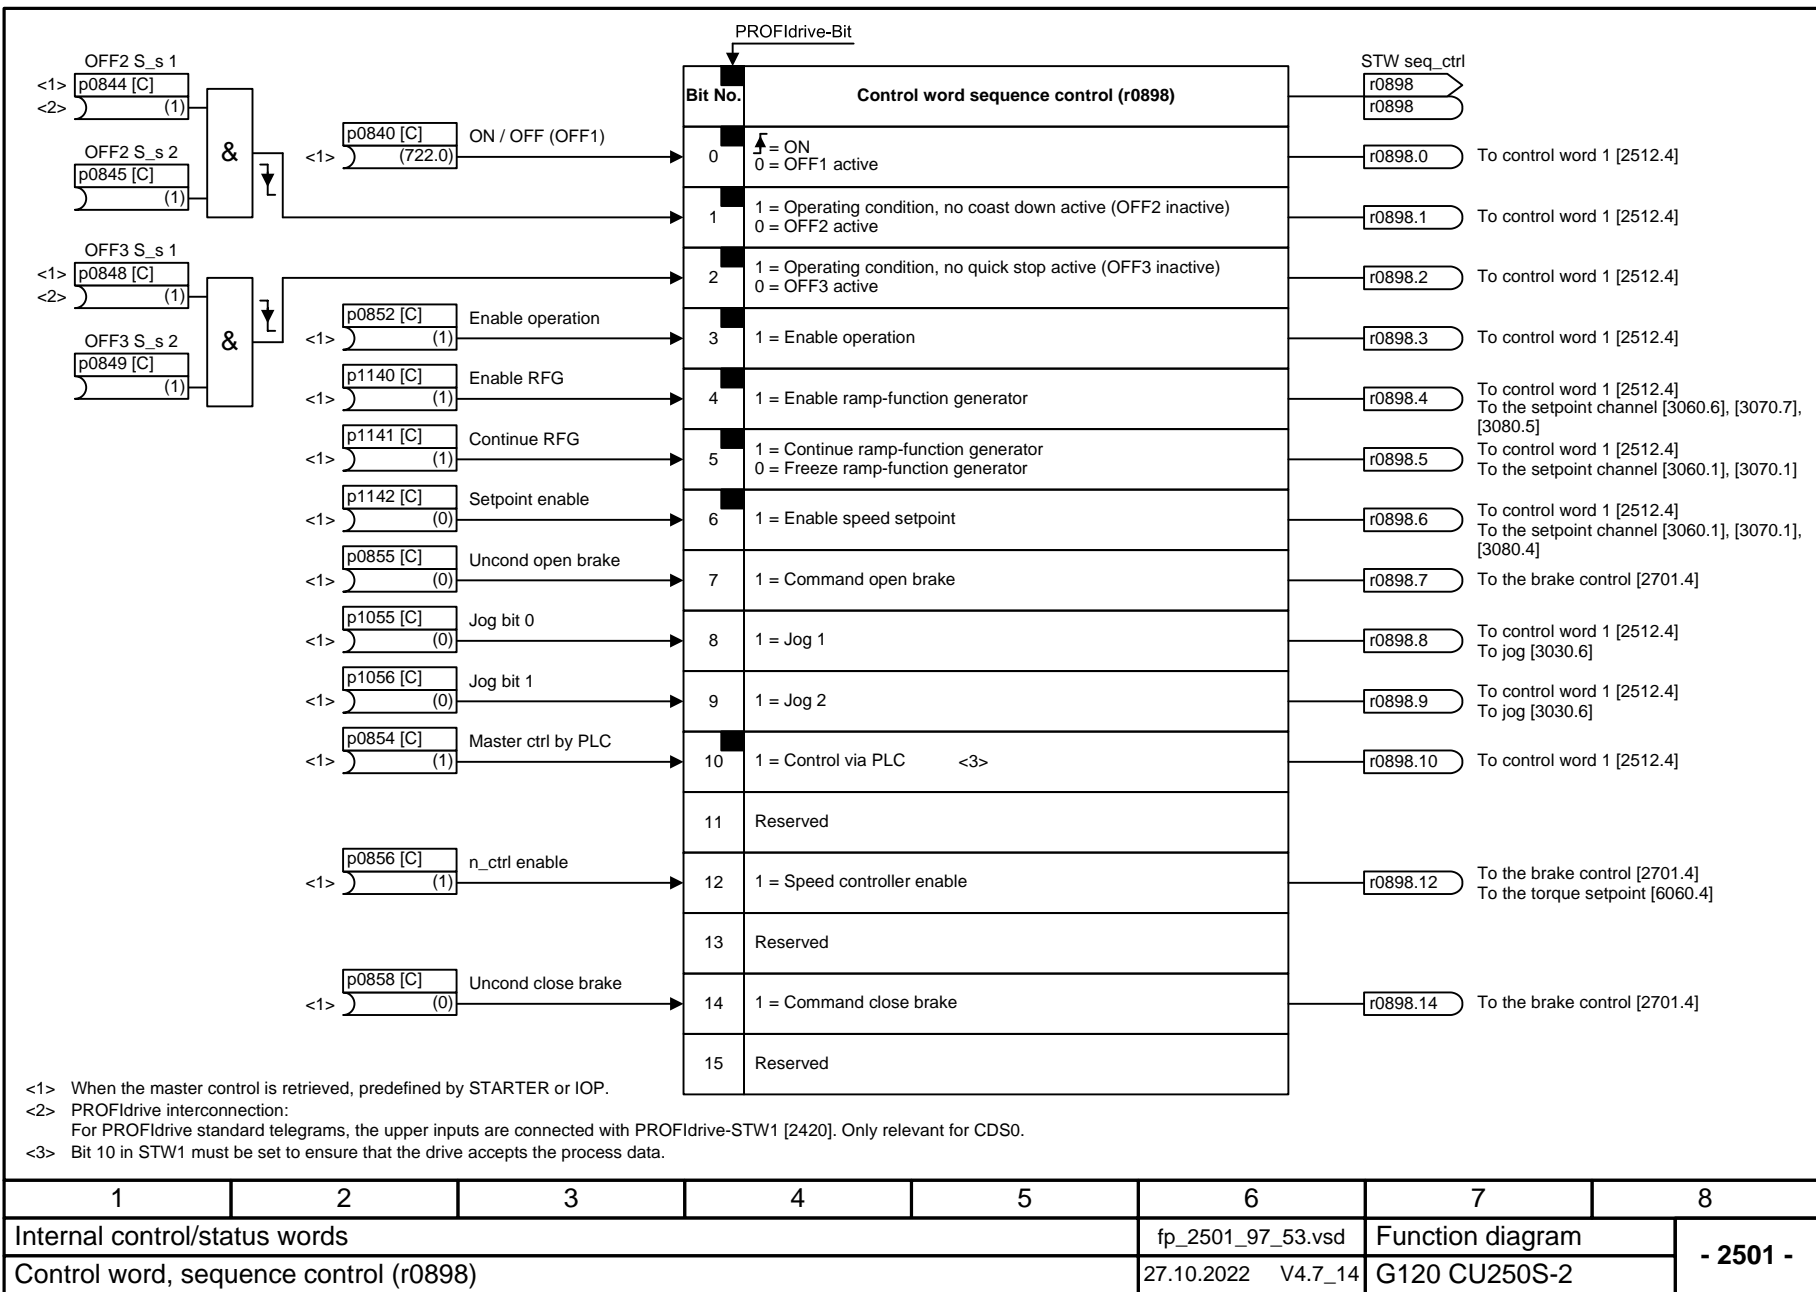 PROFIdrive-Bit
OFF2 S_s 1
<1> p0844 [C]
<2> (1)
OFF2 S_s 2
p0845 [C]
(1)
&
OFF3 S_s 1
<1> p0848 [C]
<2> (1)
OFF3 S_s 2
p0849 [C]
(1)
&
STW seq_ctrl
r0898
r0898
Bit No. Control word sequence control (r0898)
p0840 [C] ON / OFF (OFF1)
<1> (722.0)
0 = ON
0 = OFF1 active
r0898.0 To control word 1 [2512.4]
1 1 = Operating condition, no coast down active (OFF2 inactive)
0 = OFF2 active
r0898.1 To control word 1 [2512.4]
2 1 = Operating condition, no quick stop active (OFF3 inactive)
0 = OFF3 active
r0898.2 To control word 1 [2512.4]
p0852 [C] Enable operation
<1> (1)
3 1 = Enable operation
r0898.3 To control word 1 [2512.4]
p1140 [C] Enable RFG
<1> (1)
4 1 = Enable ramp-function generator
r0898.4 To control word 1 [2512.4]
To the setpoint channel [3060.6], [3070.7],
[3080.5]
p1141 [C] Continue RFG
<1> (1)
5 1 = Continue ramp-function generator
0 = Freeze ramp-function generator
r0898.5 To control word 1 [2512.4]
To the setpoint channel [3060.1], [3070.1]
p1142 [C] Setpoint enable
<1> (0)
6 1 = Enable speed setpoint
r0898.6 To control word 1 [2512.4]
To the setpoint channel [3060.1], [3070.1],
[3080.4]
p0855 [C] Uncond open brake
<1> (0)
7 1 = Command open brake
r0898.7 To the brake control [2701.4]
p1055 [C] Jog bit 0
<1> (0)
8 1 = Jog 1
r0898.8 To control word 1 [2512.4]
To jog [3030.6]
p1056 [C] Jog bit 1
<1> (0)
9 1 = Jog 2
r0898.9 To control word 1 [2512.4]
To jog [3030.6]
p0854 [C] Master ctrl by PLC
<1> (1)
10 1 = Control via PLC <3>
r0898.10 To control word 1 [2512.4]
11 Reserved
p0856 [C] n_ctrl enable
<1> (1)
12 1 = Speed controller enable
r0898.12 To the brake control [2701.4]
To the torque setpoint [6060.4]
13 Reserved
p0858 [C] Uncond close brake
<1> (0)
14 1 = Command close brake
r0898.14 To the brake control [2701.4]
15 Reserved
<1> When the master control is retrieved, predefined by STARTER or IOP.
<2> PROFIdrive interconnection:
For PROFIdrive standard telegrams, the upper inputs are connected with PROFIdrive-STW1 [2420]. Only relevant for CDS0.
<3> Bit 10 in STW1 must be set to ensure that the drive accepts the process data.
1 2 3 4 5 6 7 8
Internal control/status words fp_2501_97_53.vsd Function diagram
- 2501 -
Control word, sequence control (r0898) 27.10.2022 V4.7_14 G120 CU250S-2